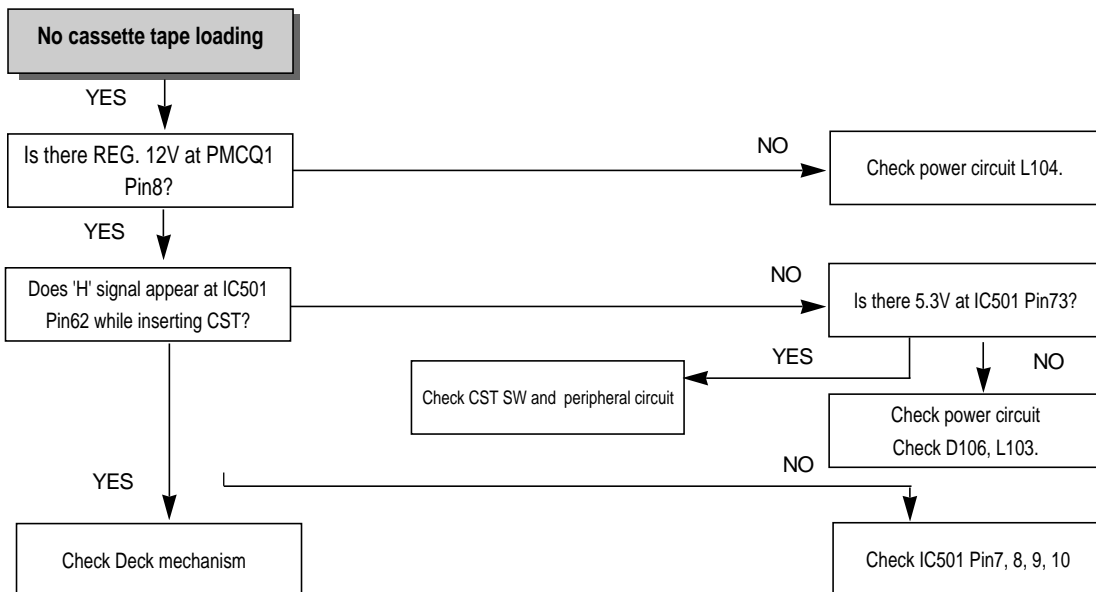 No cassette tape loading
YES
Is there REG. 12V at PMCQ1
Pin8?
NO
Check power circuit L104.
YES
Does 'H' signal appear at IC501
Pin62 while inserting CST?
NO
Is there 5.3V at IC501 Pin73?
YES
NO
Check CST SW and peripheral circuit
Check power circuit
Check D106, L103.
YES
NO
Check Deck mechanism
Check IC501 Pin7, 8, 9, 10